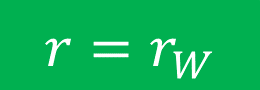 r = r_W